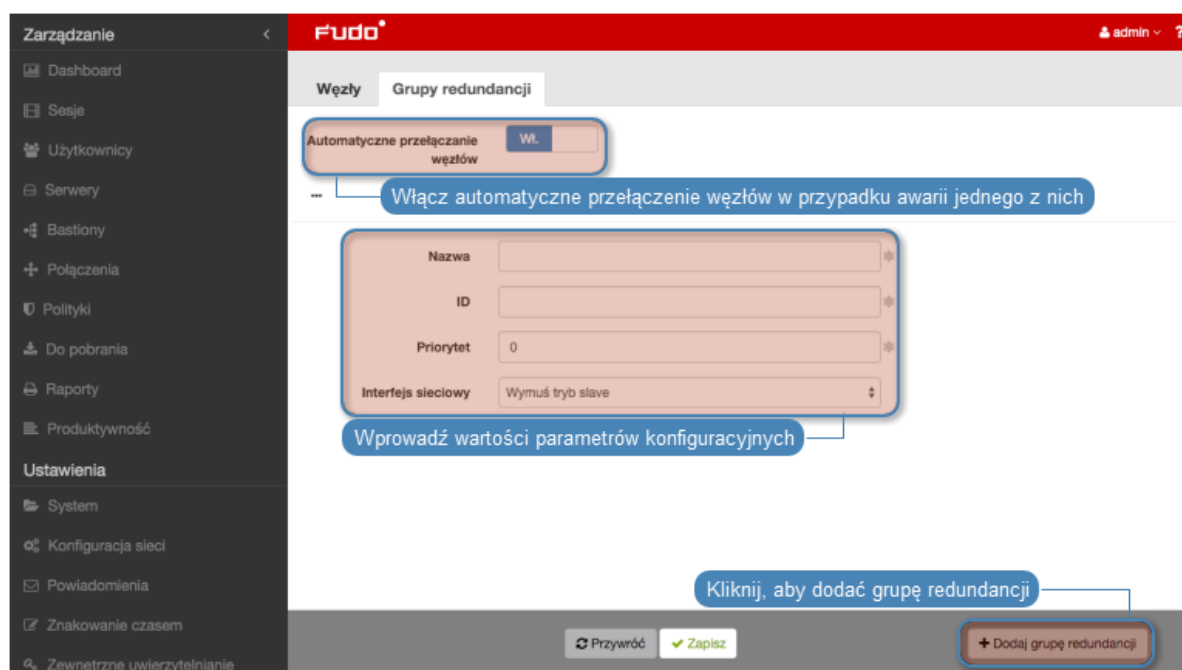 Zarządzanie
Dashboard
Sesje
Użytkownicy
Serwery
Bastiony
Połączenia
Polityki
Do pobrania
Raporty
Produktywność
Ustawienia
System
Konfiguracja sieci
Powiadomienia
Znakowanie czasem
Zewnętrzne uwierzytelnianie
FUDO
admin
?
Węzły
Grupy redundancji
Automatyczne przełączanie
węzłów
Wł.
Włącz automatyczne przełączenie węzłów w przypadku awarii jednego z nich
Nazwa
ID
Priorytet
0
Interfejs sieciowy
Wymuś tryb slave
Wprowadź wartości parametrów konfiguracyjnych
Kliknij, aby dodać grupę redundancji
Przywróć
Zapisz
+ Dodaj grupę redundancji